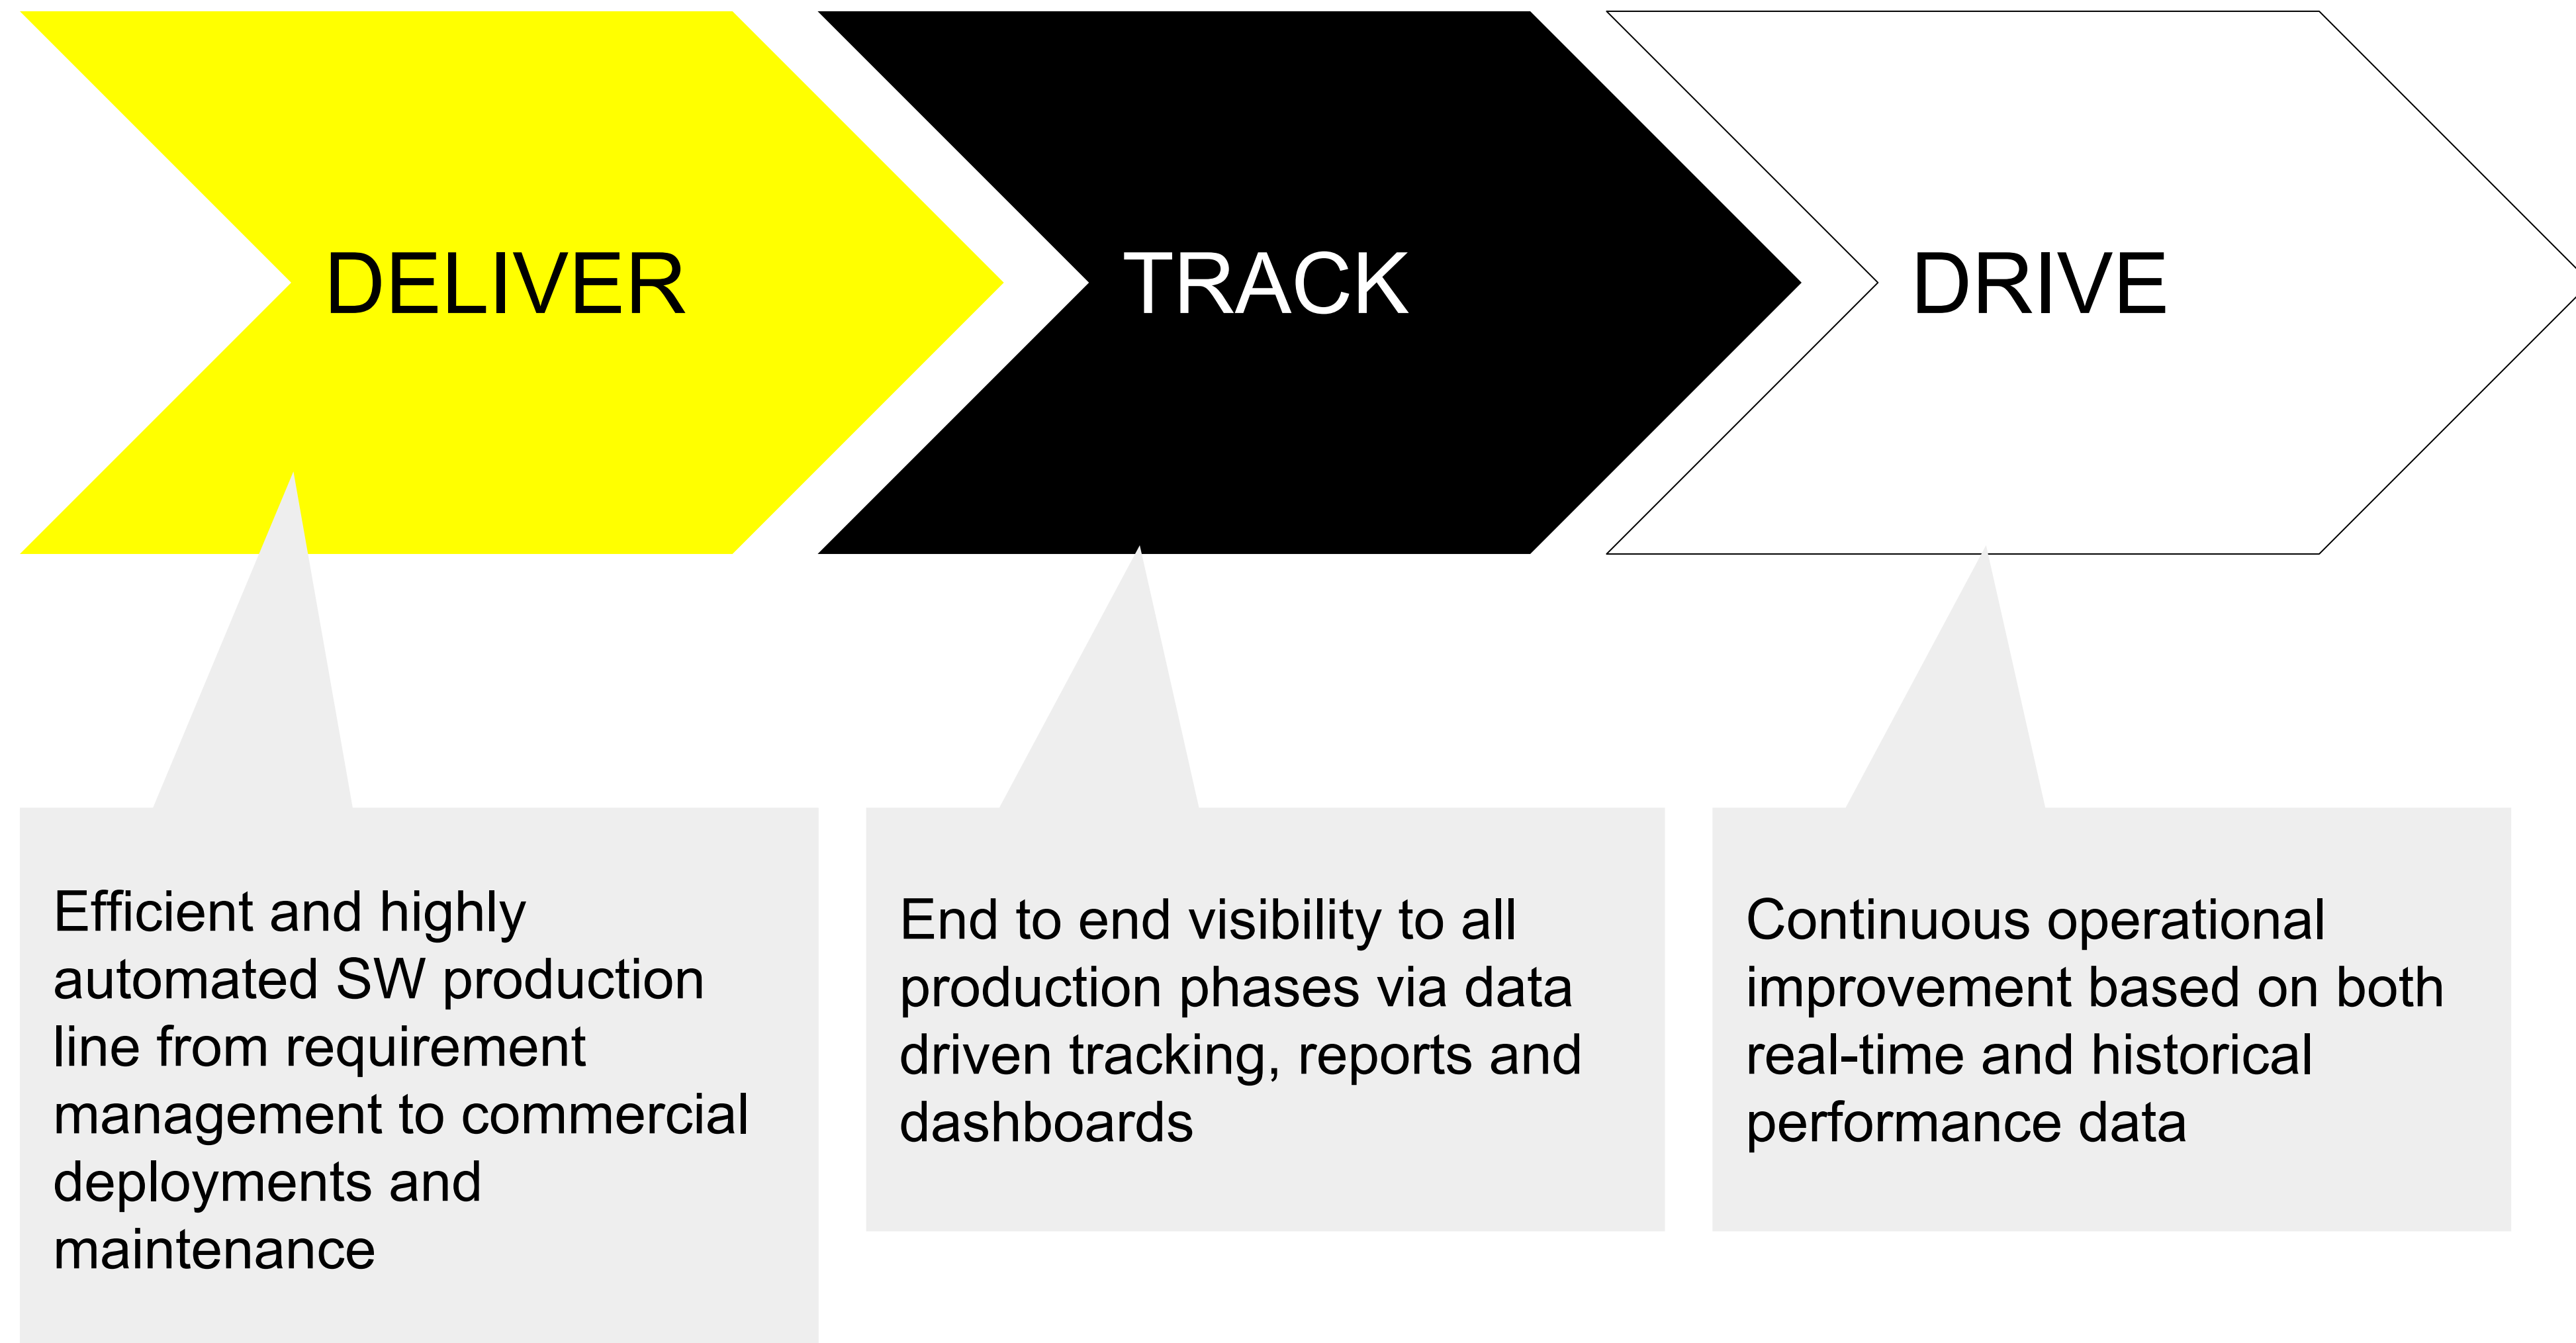 DELIVER
TRACK
DRIVE
Efficient and highly
automated SW production
line from requirement
management to commercial
deployments and
maintenance
End to end visibility to all
production phases via data
driven tracking, reports and
dashboards
Continuous operational
improvement based on both
real-time and historical
performance data